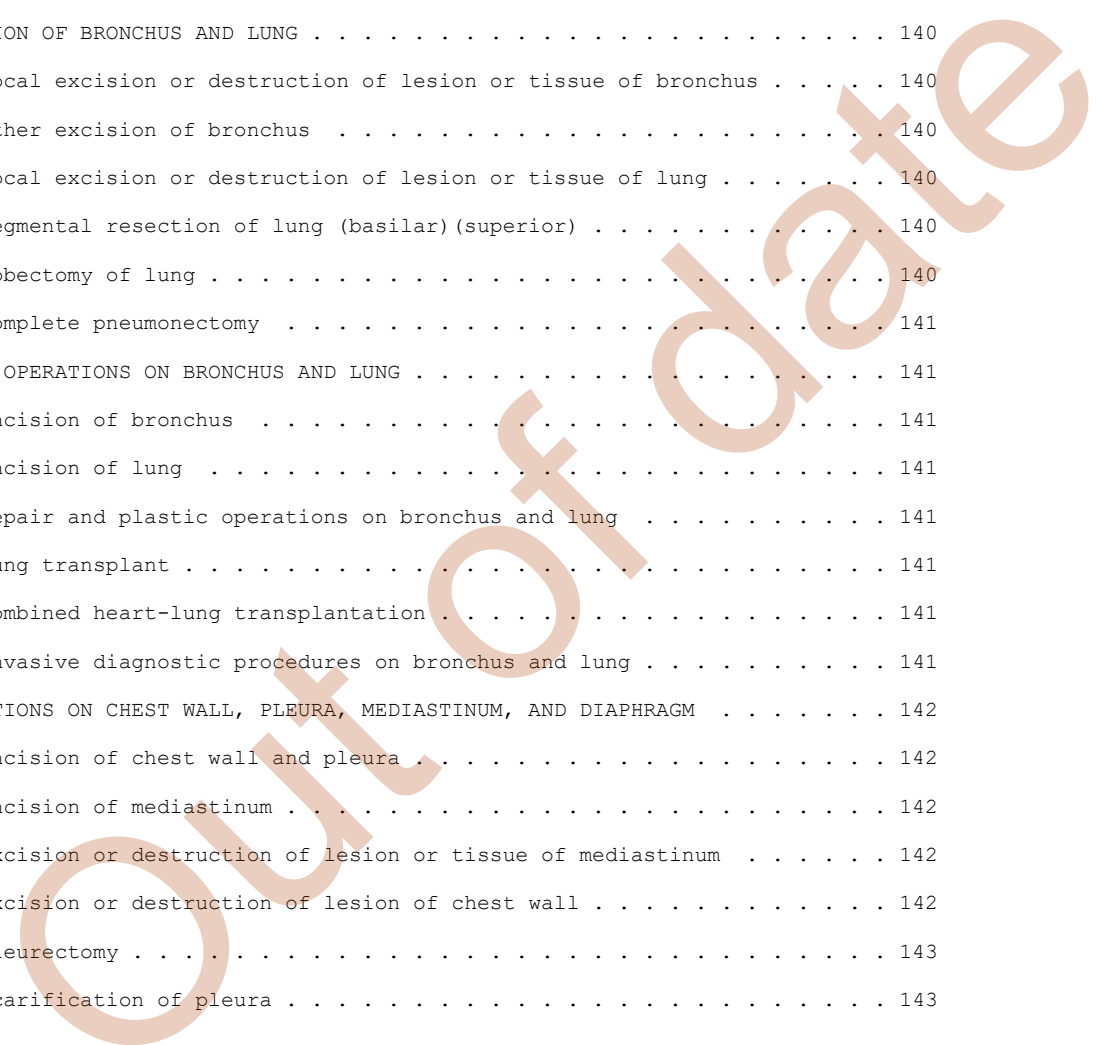 ION OF BRONCHUS AND LUNG . . . . . . . . . . . . . . . . . . . . . . . 140
ocal excision or destruction of lesion or tissue of bronchus . . . . . 140
ther excision of bronchus . . . . . . . . . . . . . . . . . . . . . . 140
ocal excision or destruction of lesion or tissue of lung . . . . . . . 140
egmental resection of lung (basilar)(superior) . . . . . . . . . . . . 140
obectomy of lung . . . . . . . . . . . . . . . . . . . . . . . . . . . 140
omplete pneumonectomy . . . . . . . . . . . . . . . . . . . . . . . . 141
OPERATIONS ON BRONCHUS AND LUNG . . . . . . . . . . . . . . . . . . . 141
ncision of bronchus . . . . . . . . . . . . . . . . . . . . . . . . . 141
ncision of lung . . . . . . . . . . . . . . . . . . . . . . . . . . . 141
epair and plastic operations on bronchus and lung . . . . . . . . . . 141
ung transplant . . . . . . . . . . . . . . . . . . . . . . . . . . . . 141
ombined heart-lung transplantation . . . . . . . . . . . . . . . . . . 141
nvasive diagnostic procedures on bronchus and lung . . . . . . . . . . 141
TIONS ON CHEST WALL, PLEURA, MEDIASTINUM, AND DIAPHRAGM . . . . . . . 142
ncision of chest wall and pleura . . . . . . . . . . . . . . . . . . . 142
ncision of mediastinum . . . . . . . . . . . . . . . . . . . . . . . . 142
xcision or destruction of lesion or tissue of mediastinum . . . . . . 142
xcision or destruction of lesion of chest wall . . . . . . . . . . . . 142
leurectomy . . . . . . . . . . . . . . . . . . . . . . . . . . . . . . 143
carification of pleura . . . . . . . . . . . . . . . . . . . . . . . . 143
Out of date